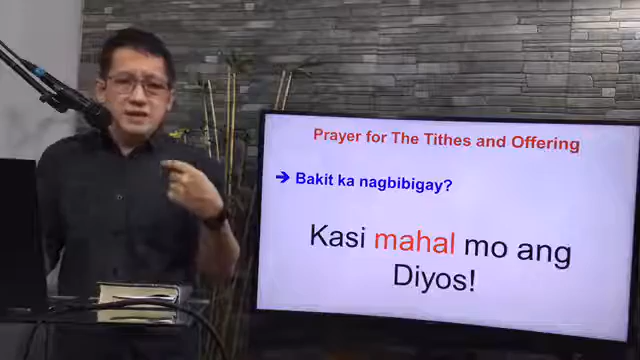 Prayer for The Tithes and Offering
➔ Bakit ka nagbibigay?
Kasi mahal mo ang
Diyos!